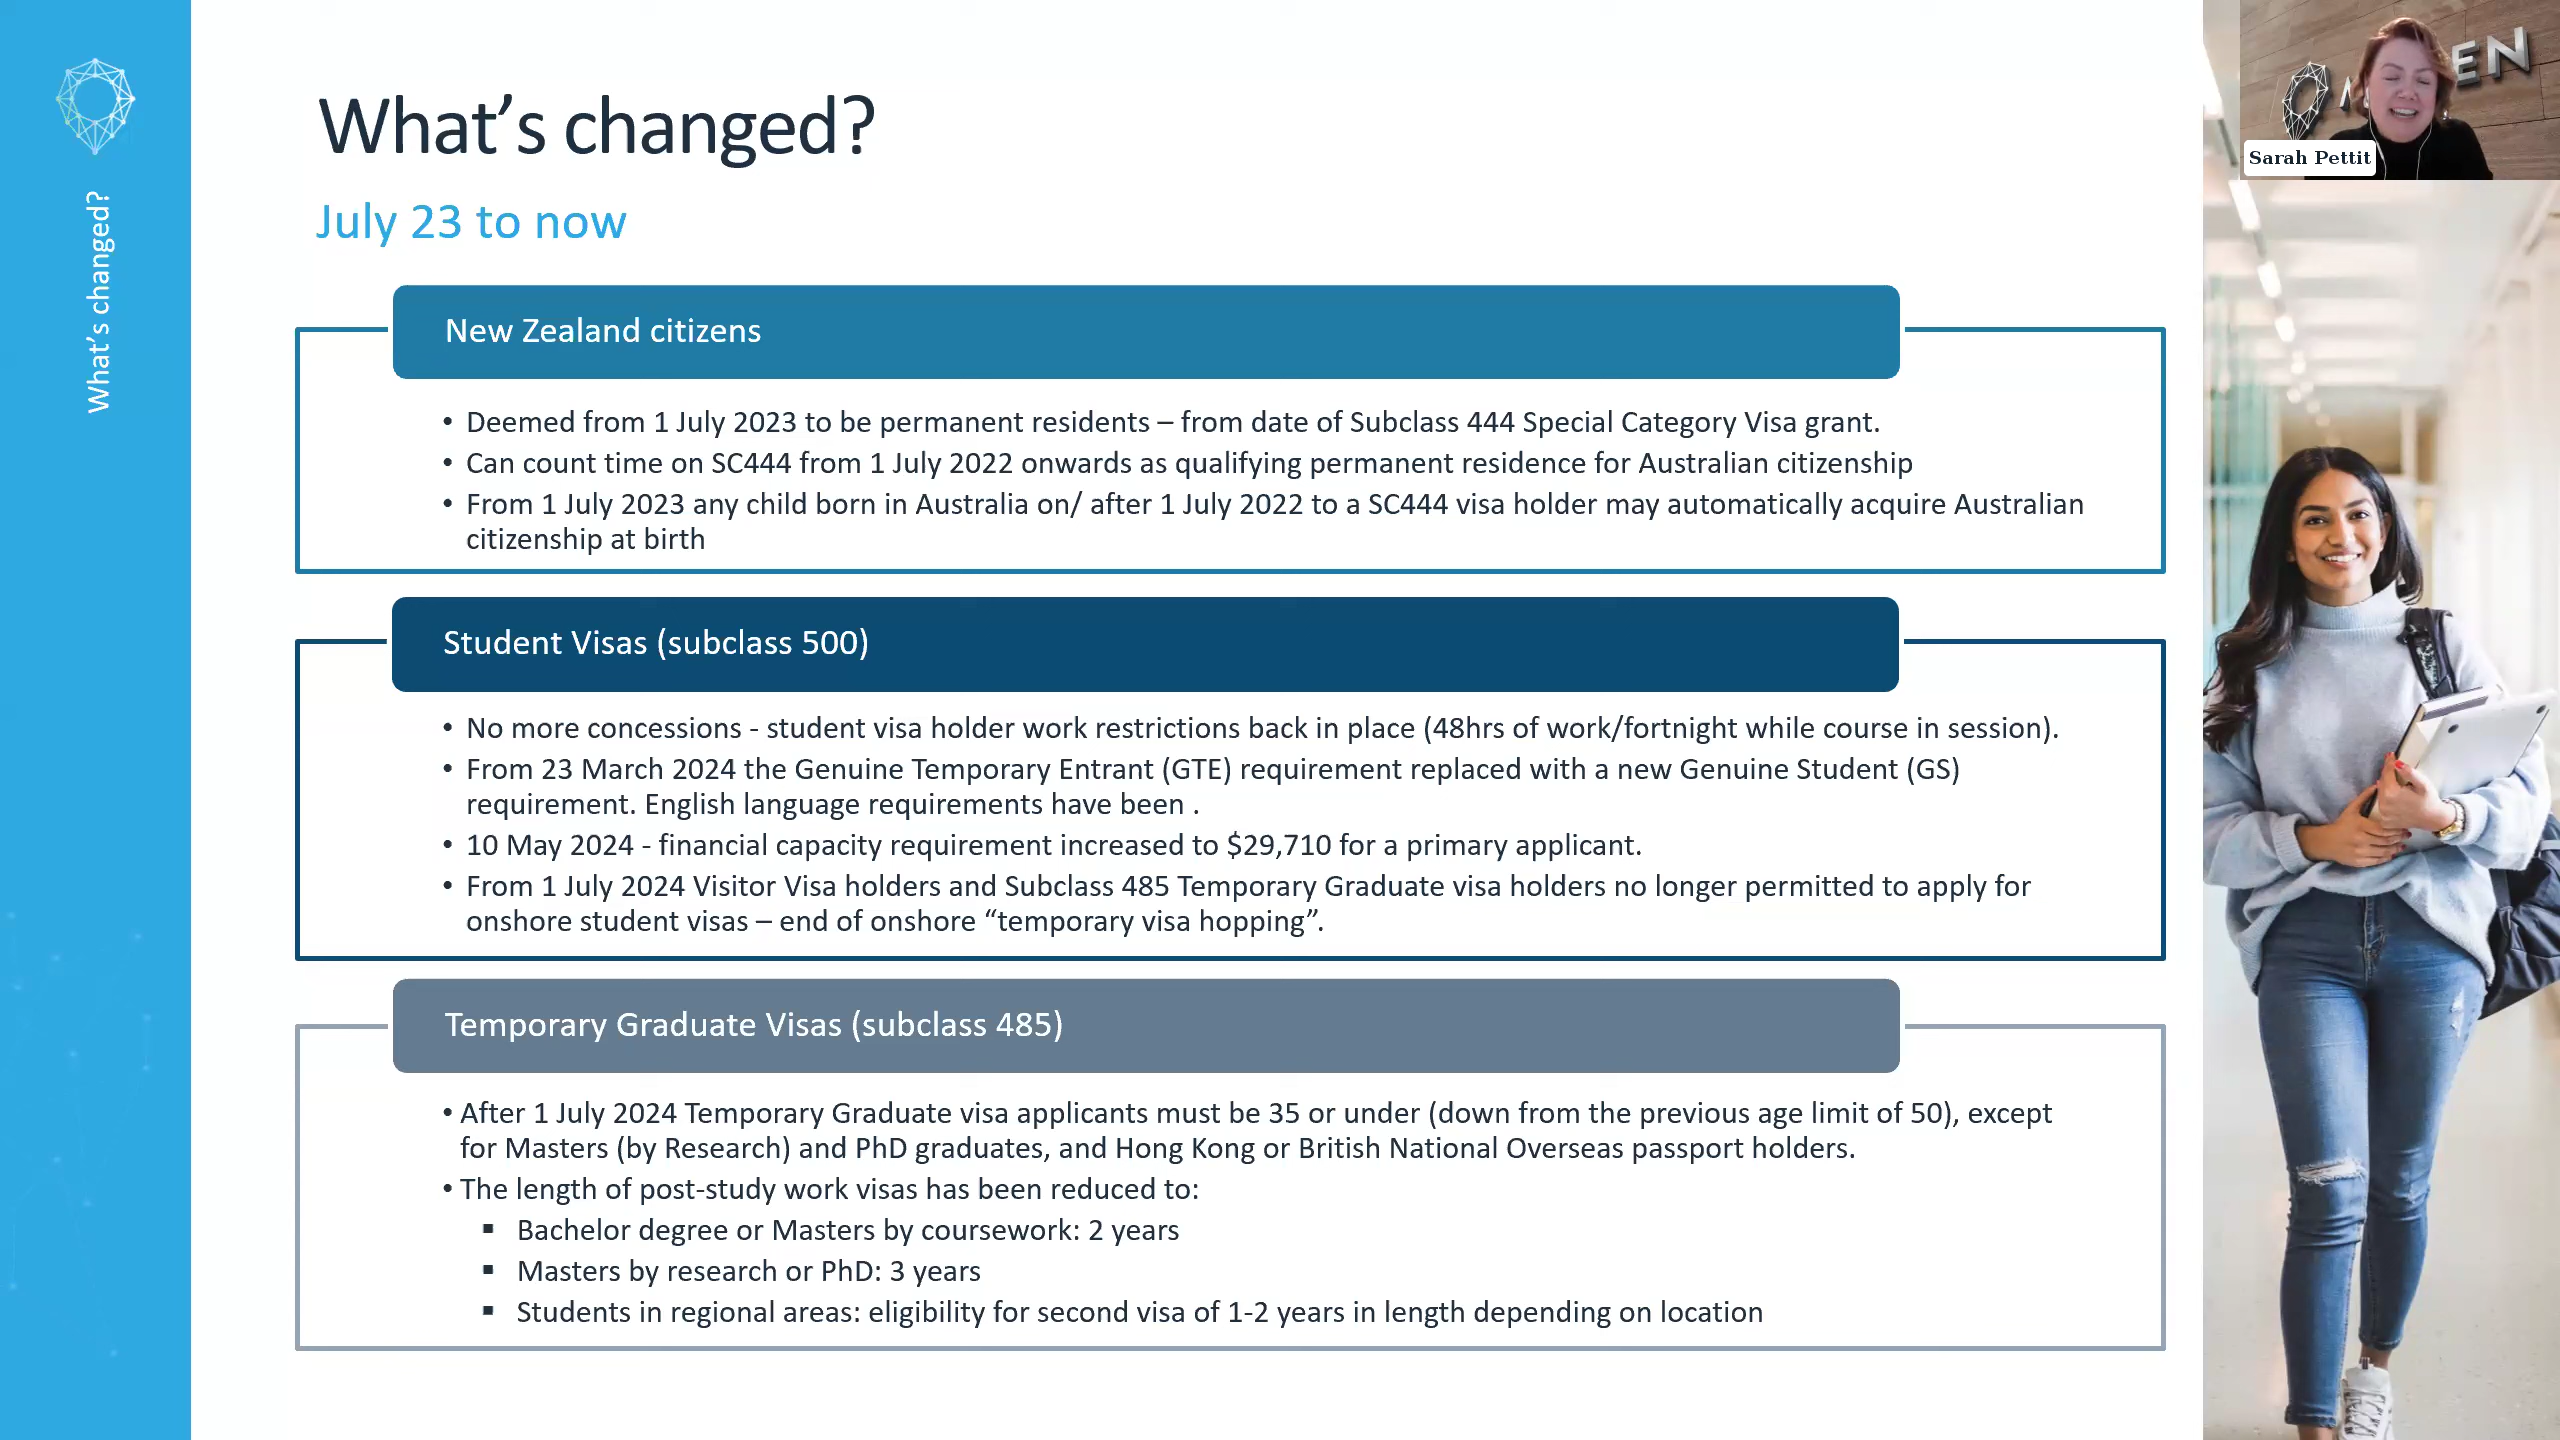 What's changed?
What’s changed?
July 23 to now
New Zealand citizens
• Deemed from 1 July 2023 to be permanent residents – from date of Subclass 444 Special Category Visa grant.
• Can count time on SC444 from 1 July 2022 onwards as qualifying permanent residence for Australian citizenship
• From 1 July 2023 any child born in Australia on/ after 1 July 2022 to a SC444 visa holder may automatically acquire Australian
citizenship at birth
Student Visas (subclass 500)
• No more concessions - student visa holder work restrictions back in place (48hrs of work/fortnight while course in session).
• From 23 March 2024 the Genuine Temporary Entrant (GTE) requirement replaced with a new Genuine Student (GS)
requirement. English language requirements have been .
• 10 May 2024 - financial capacity requirement increased to $29,710 for a primary applicant.
• From 1 July 2024 Visitor Visa holders and Subclass 485 Temporary Graduate visa holders no longer permitted to apply for
onshore student visas – end of onshore “temporary visa hopping”.
Temporary Graduate Visas (subclass 485)
• After 1 July 2024 Temporary Graduate visa applicants must be 35 or under (down from the previous age limit of 50), except
for Masters (by Research) and PhD graduates, and Hong Kong or British National Overseas passport holders.
• The length of post-study work visas has been reduced to:
▪ Bachelor degree or Masters by coursework: 2 years
▪ Masters by research or PhD: 3 years
▪ Students in regional areas: eligibility for second visa of 1-2 years in length depending on location
Sarah Pettit